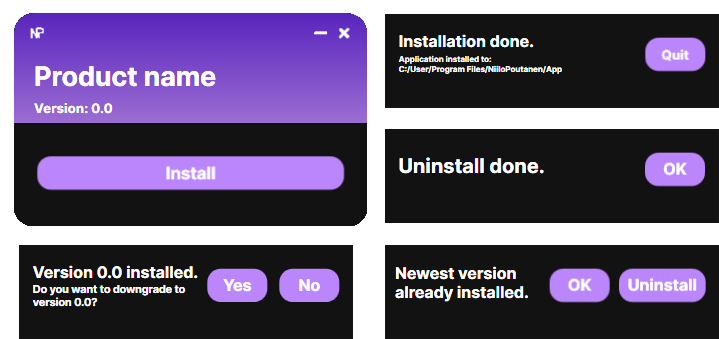 NP
Product name
Version: 0.0
Install
Installation done.
Application installed to:
C:/User/Program Files/NiiloPoutanen/App
Quit
Uninstall done.
OK
Version 0.0 installed.
Do you want to downgrade to
version 0.0?
Yes
No
Newest version
already installed.
OK
Uninstall